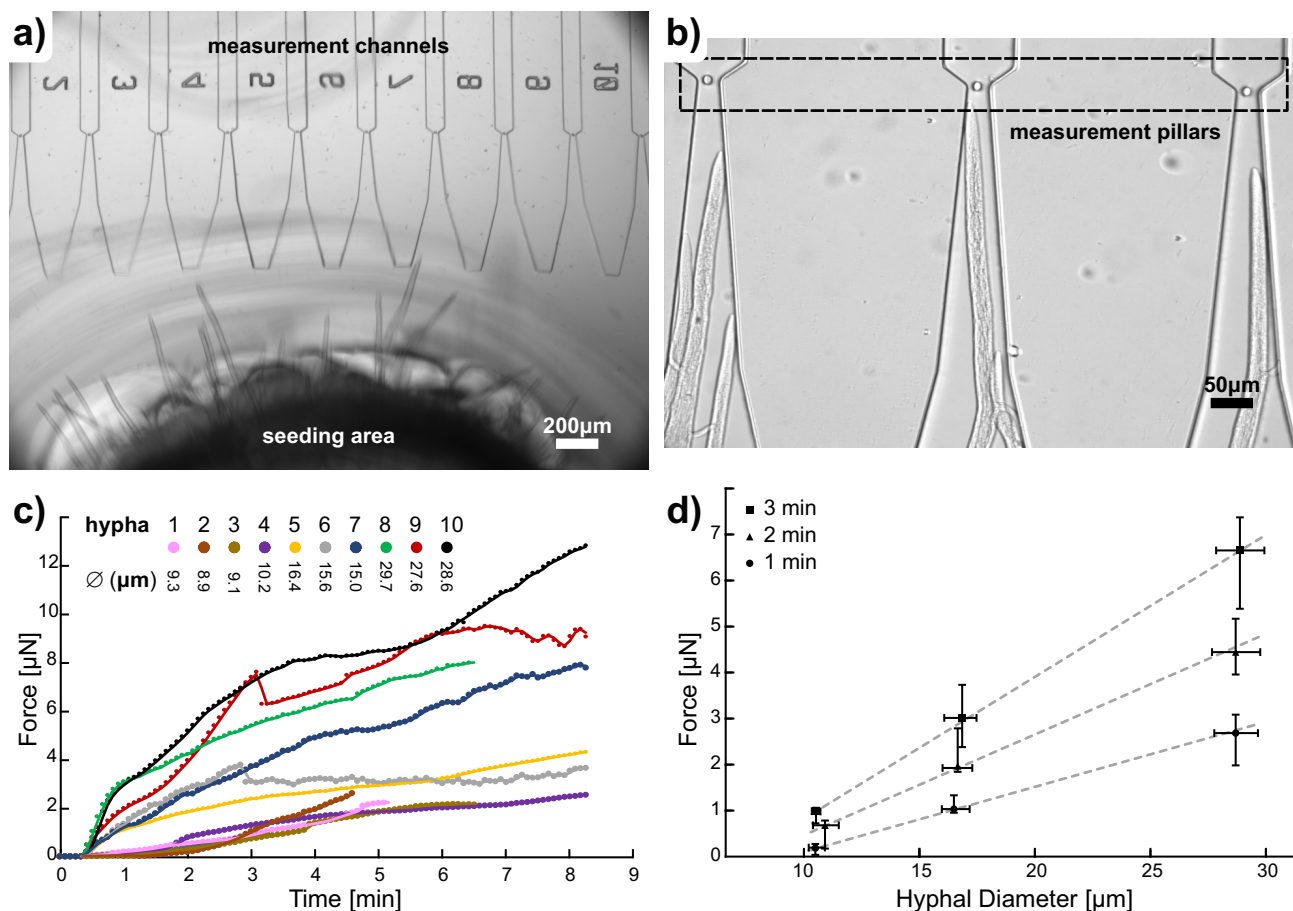 a)
measurement channels
2 3 4 5 6 7 8 9 10
seeding area
200µm
b)
measurement pillars
50µm
c)
hypha 1 2 3 4 5 6 7 8 9 10
∅ (µm) 9.3 8.9 9.1 10.2 16.4 15.6 15.0 29.7 27.6 28.6
Force [µN]
12
10
8
6
4
2
0
0 1 2 3 4 5 6 7 8 9
Time [min]
d)
3 min
2 min
1 min
Force [µN]
7
6
5
4
3
2
1
0
10 15 20 25 30
Hyphal Diameter [µm]